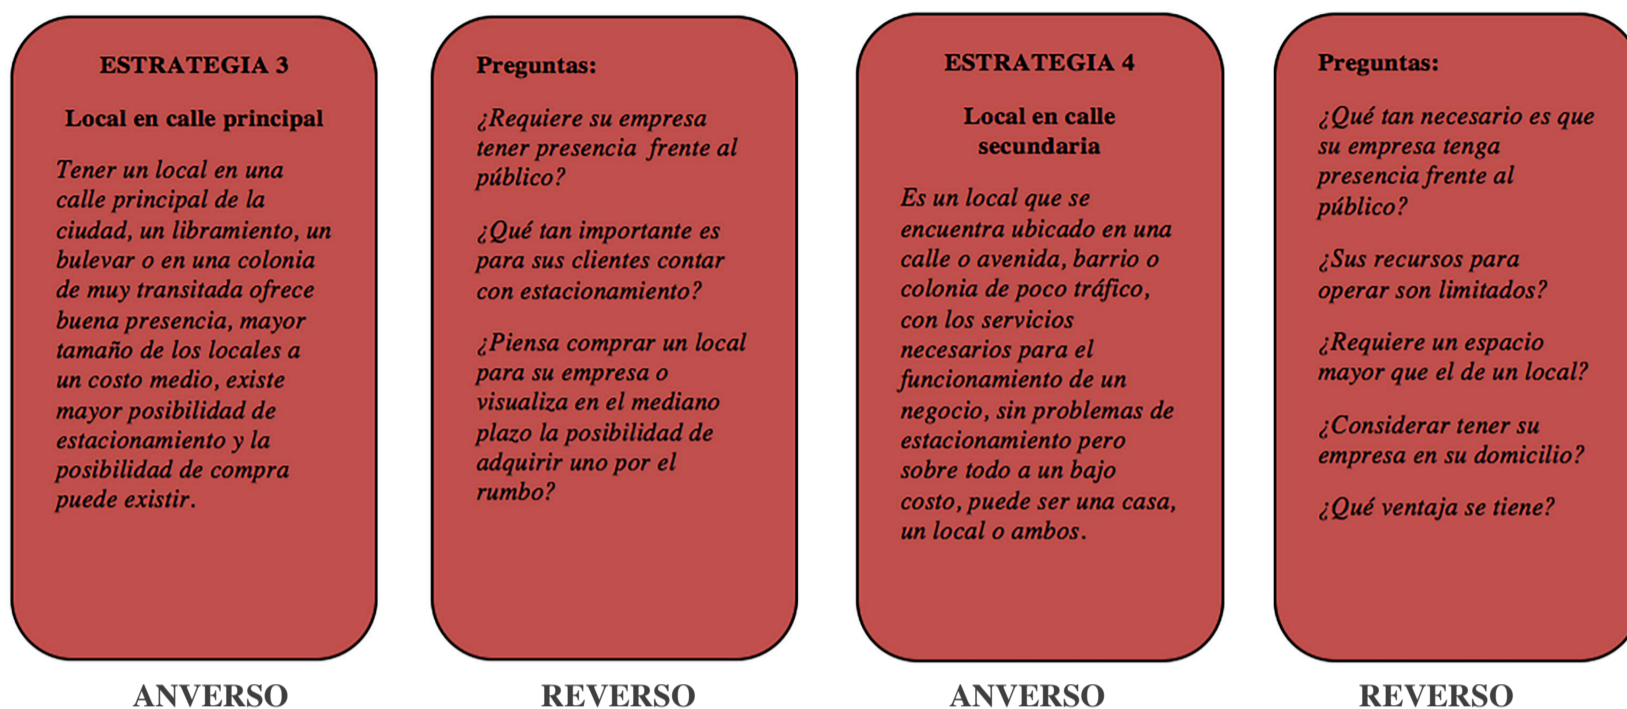 ESTRATEGIA 3
Local en calle principal
Tener un local en una
calle principal de la
ciudad, un libramiento, un
bulevar o en una colonia
de muy transitada ofrece
buena presencia, mayor
tamaño de los locales a
un costo medio, existe
mayor posibilidad de
estacionamiento y la
posibilidad de compra
puede existir.
ANVERSO
Preguntas:
¿Requiere su empresa
tener presencia frente al
público?
¿Qué tan importante es
para sus clientes contar
con estacionamiento?
¿Piensa comprar un local
para su empresa o
visualiza en el mediano
plazo la posibilidad de
adquirir uno por el
rumbo?
REVERSO
ESTRATEGIA 4
Local en calle
secundaria
Es un local que se
encuentra ubicado en una
calle o avenida, barrio o
colonia de poco tráfico,
con los servicios
necesarios para el
funcionamiento de un
negocio, sin problemas de
estacionamiento pero
sobre todo a un bajo
costo, puede ser una casa,
un local o ambos.
ANVERSO
Preguntas:
¿Qué tan necesario es que
su empresa tenga
presencia frente al
público?
¿Sus recursos para
operar son limitados?
¿Requiere un espacio
mayor que el de un local?
¿Considerar tener su
empresa en su domicilio?
¿Qué ventaja se tiene?
REVERSO